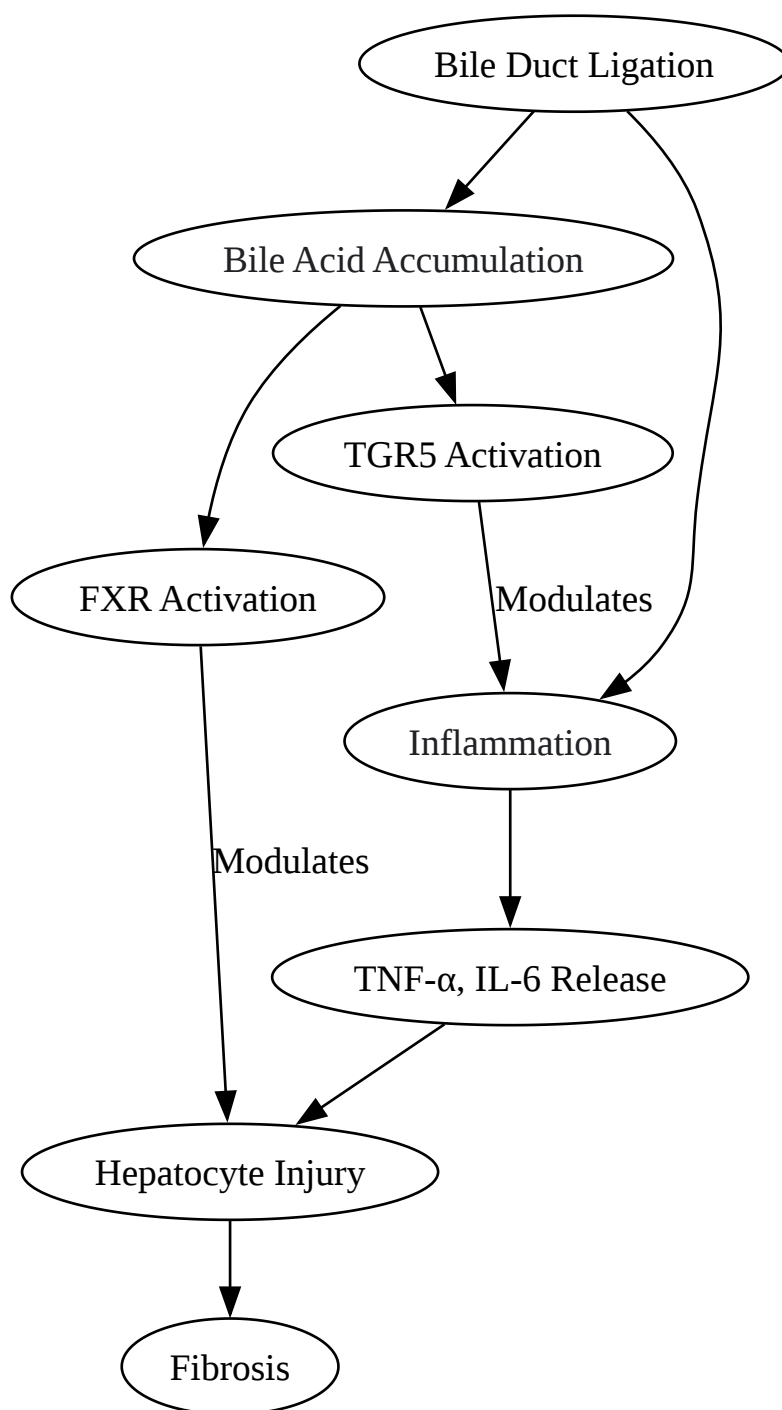 Bile Duct Ligation
Bile Acid Accumulation
TGR5 Activation
FXR Activation
Modulates
Inflammation
Modulates
TNF-α, IL-6 Release
Hepatocyte Injury
Fibrosis